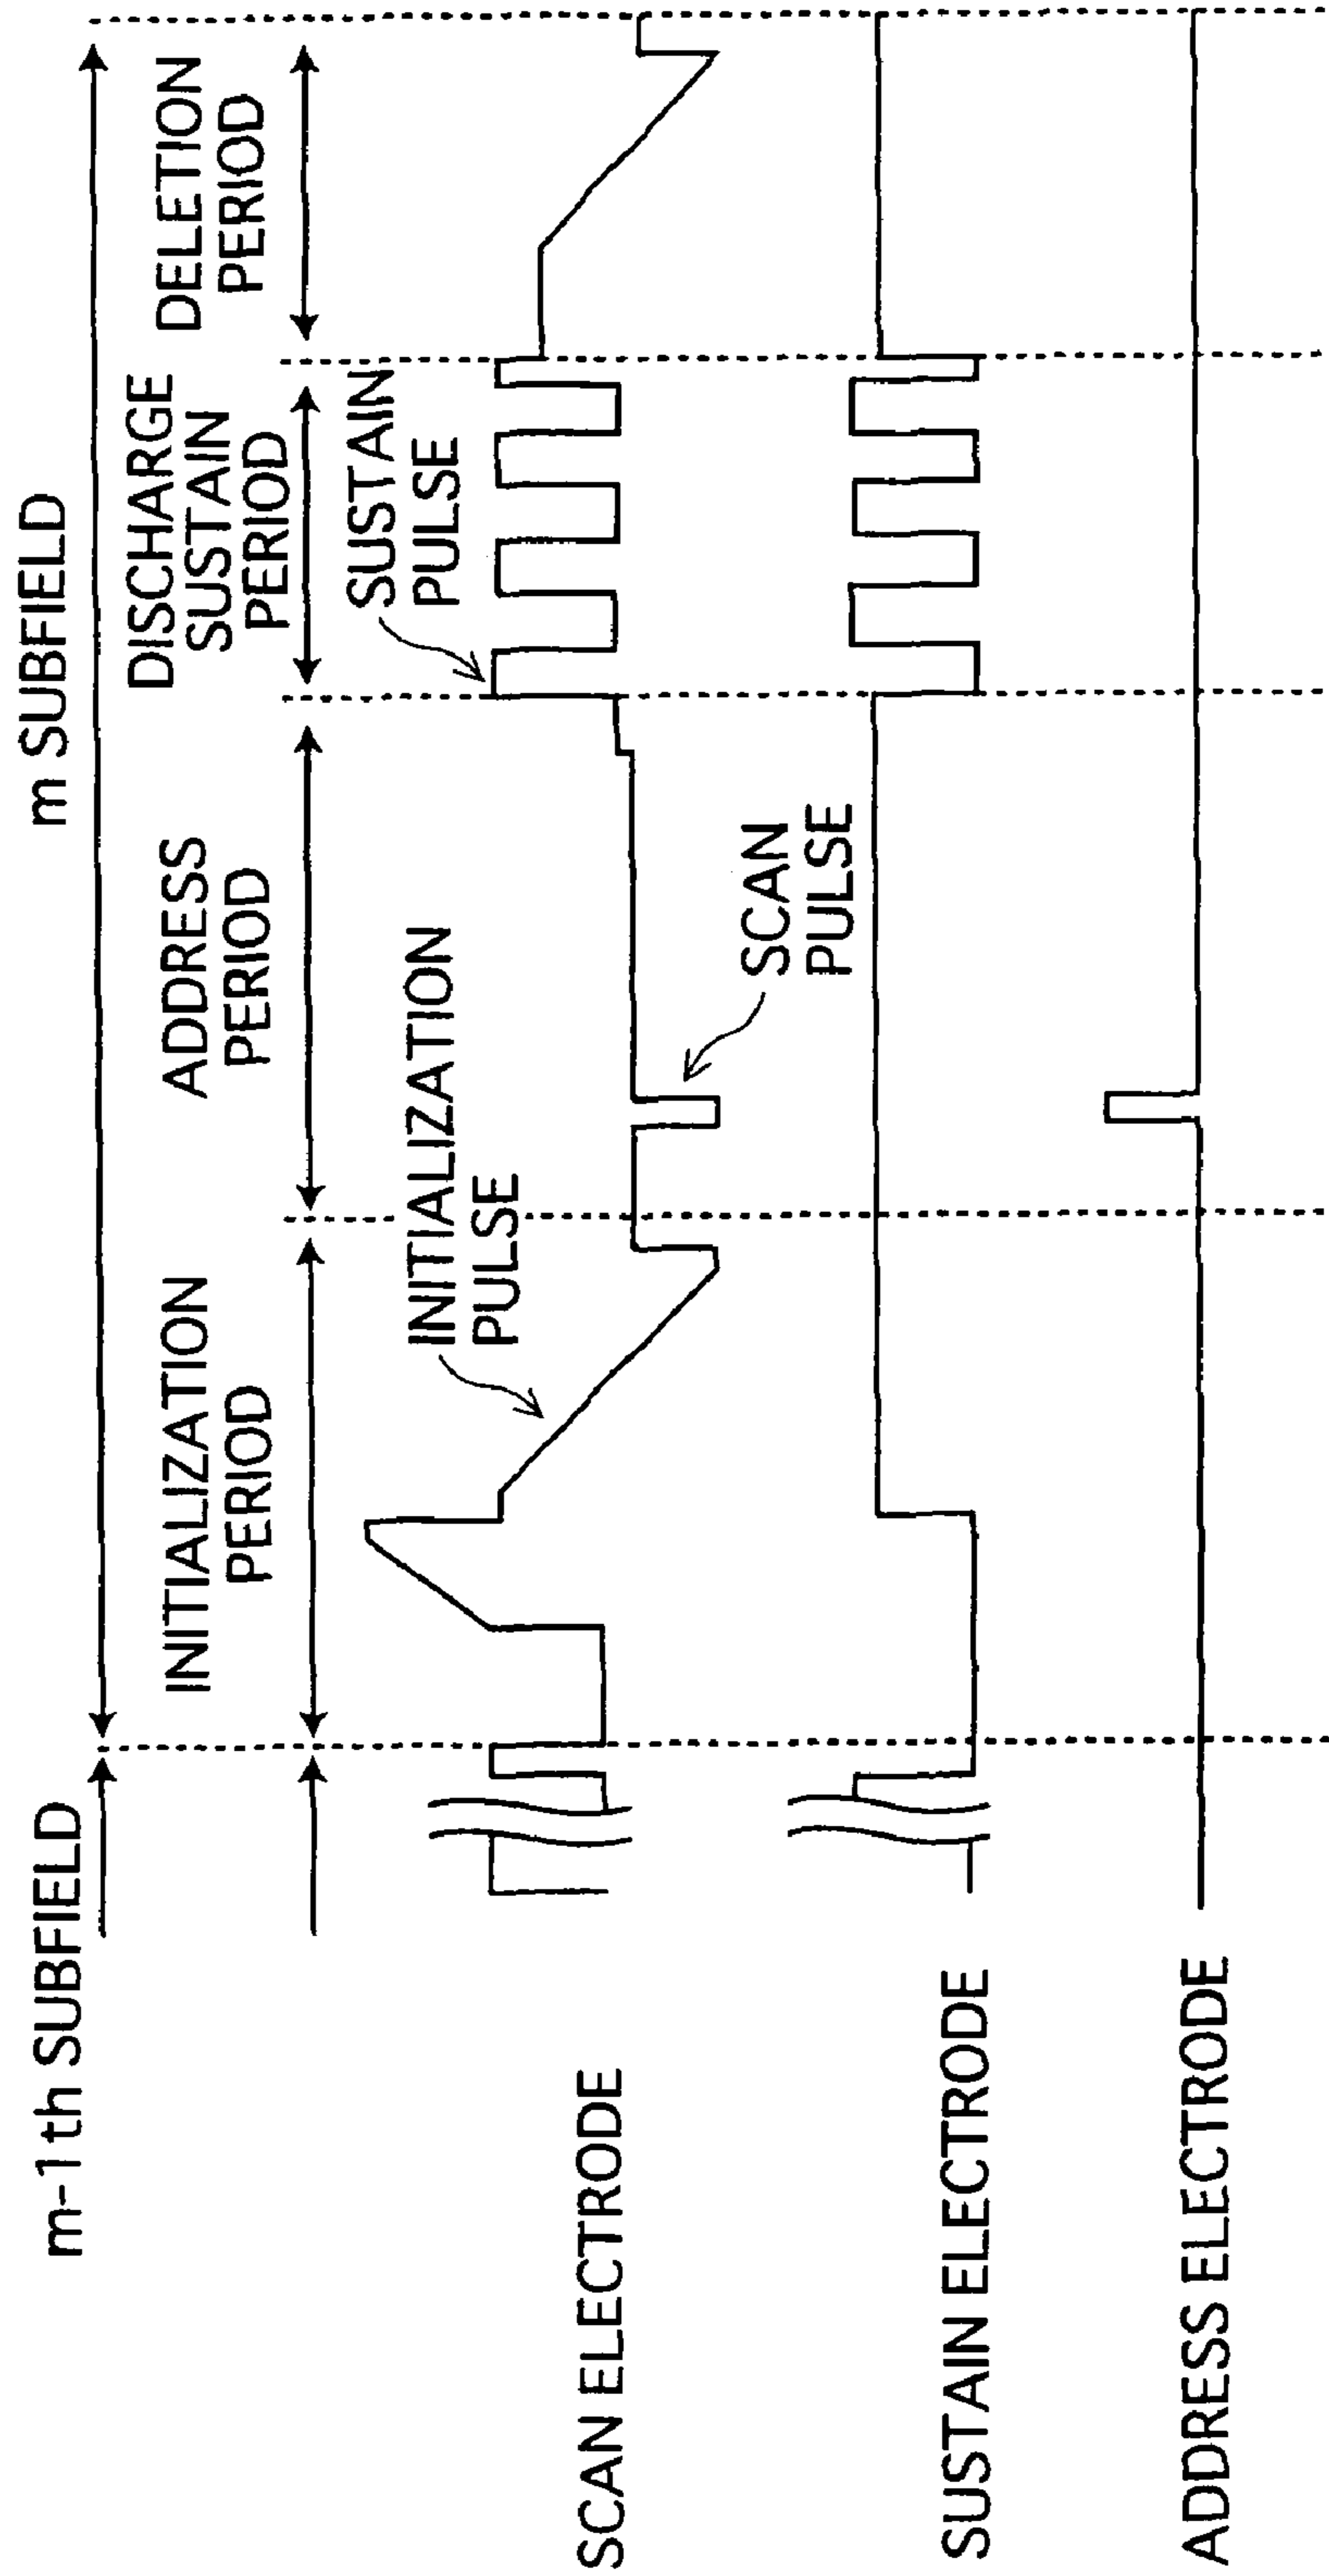 m-1th SUBFIELD
m SUBFIELD
INITIALIZATION
PERIOD
ADDRESS
PERIOD
DISCHARGE
SUSTAIN
PERIOD
DELETION
PERIOD
INITIALIZATION
PULSE
SUSTAIN
PULSE
SCAN ELECTRODE
SCAN
PULSE
SUSTAIN ELECTRODE
ADDRESS ELECTRODE